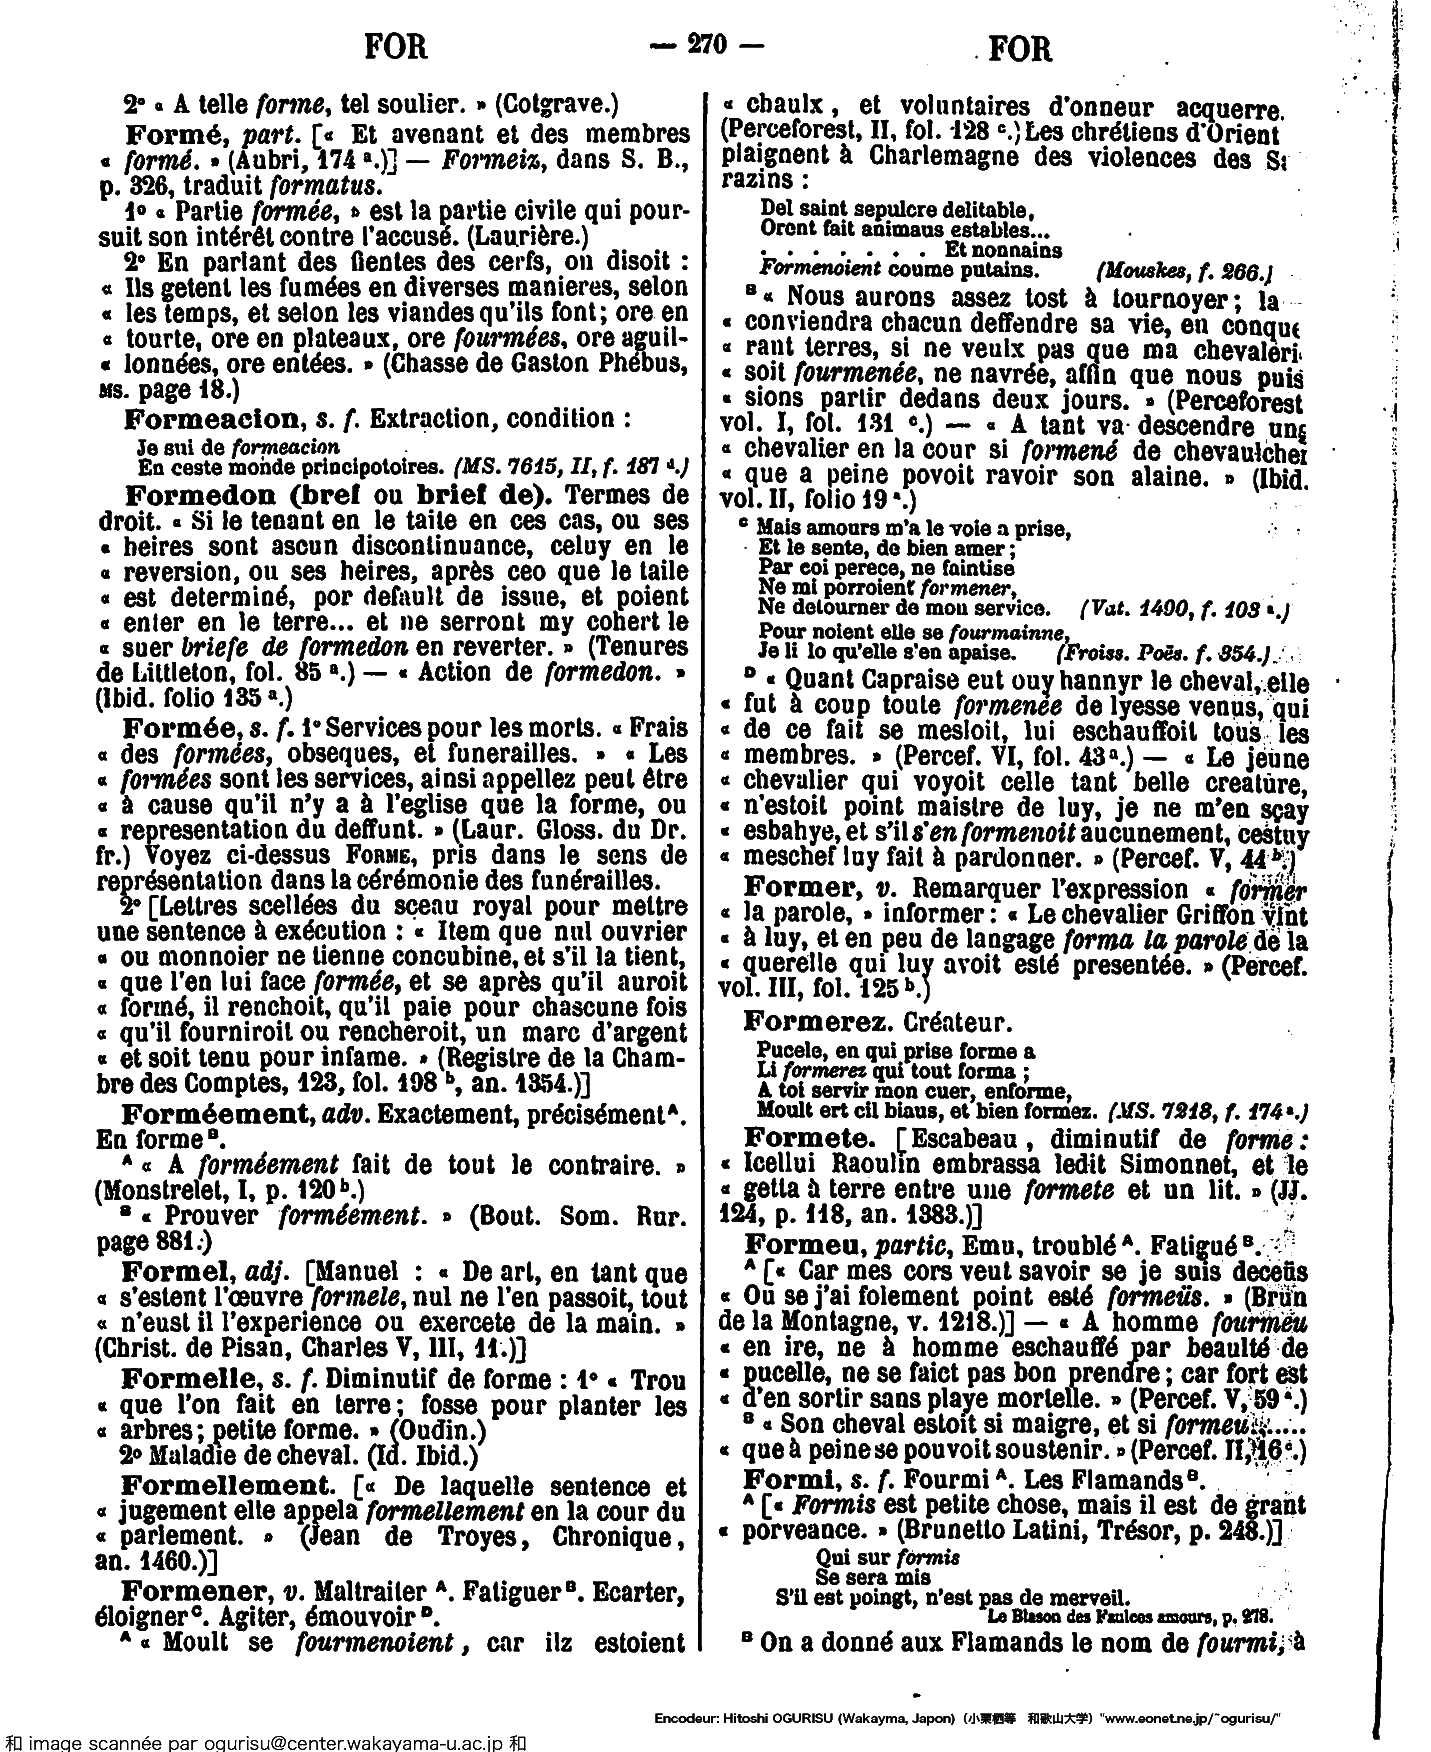 FOR — 270 — FOR
2º « A telle forme, tel soulier. » (Cotgrave.)
Formé, part. [« Et avenant et des membres
« formé. » (Aubri, 174 ª.)] — Formeiz, dans S. B.,
p. 326, traduit formatus.
1º « Partie formée, » est la partie civile qui pour-
suit son intérêt contre l'accusé. (Laurière.)
2º En parlant des fientes des cerfs, on disoit :
« Ils getent les fumées en diverses manieres, selon
« les temps, et selon les viandes qu'ils font ; ore en
« tourte, ore en plateaux, ore fourmées, ore aguil-
« lonnées, ore entées. » (Chasse de Gaston Phébus,
MS. page 18.)
Formeacion, s. f. Extraction, condition :
Je sui de formeacion
En ceste monde principotoires. (MS. 7615, II, f. 187 ᵈ.)
Formedon (bref ou brief de). Termes de
droit. « Si le tenant en le taile en ces cas, ou ses
« heires sont ascun discontinuance, celuy en le
« reversion, ou ses heires, après ceo que le taile
« est determiné, por default de issue, et poient
« enter en le terre... et ne serront my cohert le
« suer briefe de formedon en reverter. » (Tenures
de Littleton, fol. 85 ª.) — « Action de formedon. »
(Ibid. folio 135 ª.)
Formée, s. f. 1º Services pour les morts. « Frais
« des formées, obseques, et funerailles. » « Les
« formées sont les services, ainsi appellez peut être
« à cause qu'il n'y a à l'eglise que la forme, ou
« representation du deffunt. » (Laur. Gloss. du Dr.
fr.) Voyez ci-dessus FORME, pris dans le sens de
représentation dans la cérémonie des funérailles.
2º [Lettres scellées du sceau royal pour mettre
une sentence à exécution : « Item que nul ouvrier
« ou monnoier ne tienne concubine, et s'il la tient,
« que l'en lui face formée, et se après qu'il auroit
« formé, il renchoit, qu'il paie pour chascune fois
« qu'il fourniroit ou rencheroit, un marc d'argent
« et soit tenu pour infame. » (Registre de la Cham-
bre des Comptes, 123, fol. 198 ᵇ, an. 1354.)]
Forméement, adv. Exactement, précisément ᴬ.
En forme ᴮ.
ᴬ « A forméement fait de tout le contraire. »
(Monstrelet, I, p. 120 ᵇ.)
ᴮ « Prouver forméement. » (Bout. Som. Rur.
page 881.)
Formel, adj. [Manuel : « De art, en tant que
« s'estent l'œuvre formele, nul ne l'en passoit, tout
« n'eust il l'experience ou exercete de la main. »
(Christ. de Pisan, Charles V, III, 11.)]
Formelle, s. f. Diminutif de forme : 1º « Trou
« que l'on fait en terre ; fosse pour planter les
« arbres ; petite forme. » (Oudin.)
2º Maladie de cheval. (Id. Ibid.)
Formellement. [« De laquelle sentence et
« jugement elle appela formellement en la cour du
« parlement. » (Jean de Troyes, Chronique,
an. 1460.)]
Formener, v. Maltraiter ᴬ. Fatiguer ᴮ. Ecarter,
éloigner ᶜ. Agiter, émouvoir ᴰ.
ᴬ « Moult se fourmenoient, car ilz estoient
« chaulx, et voluntaires d'onneur acquerre.
(Perceforest, II, fol. 128 ᶜ.) Les chrétiens d'Orient
plaignent à Charlemagne des violences des Sa
razins :
Del saint sepulcre delitable,
Oront fait animaus estables...
. . . . . . . Et nonnains
Formenoient coume putains. (Mouskes, f. 266.)
ᴮ « Nous aurons assez tost à tournoyer ; la
« conviendra chacun deffendre sa vie, en conque
« rant terres, si ne veulx pas que ma chevaleri
« soit fourmenée, ne navrée, affin que nous puis
« sions partir dedans deux jours. » (Perceforest
vol. I, fol. 131 ᶜ.) — « A tant va descendre ung
« chevalier en la cour si formené de chevaulcher
« que a peine povoit ravoir son alaine. » (Ibid.
vol. II, folio 19 ª.)
ᶜ Mais amours m'a le voie a prise,
Et le sente, de bien amer ;
Par coi perece, ne faintise
Ne mi porroient formener,
Ne detourner de mou service. (Vat. 1490, f. 103 ª.)
Pour noient elle se fourmainne,
Je li lo qu'elle s'en apaise. (Froiss. Poës. f. 354.)
ᴰ « Quant Capraise eut ouy hannyr le cheval, elle
« fut à coup toute formenée de lyesse venus, qui
« de ce fait se mesloit, lui eschauffoit tous les
« membres. » (Percef. VI, fol. 43 ª.) — « Le jeune
« chevalier qui voyoit celle tant belle creature,
« n'estoit point maistre de luy, je ne m'en sçay
« esbahye, et s'il s'en formenoit aucunement, cestuy
« meschef luy fait à pardonner. » (Percef. V, 44 ᵇ.)
Former, v. Remarquer l'expression « former
« la parole, » informer : « Le chevalier Griffon vint
« à luy, et en peu de langage forma la parole de la
« querelle qui luy avoit esté presentée. » (Percef.
vol. III, fol. 125 ᵇ.)
Formerez. Créateur.
Pucele, en qui prise forme a
Li formerez qui tout forma ;
A toi servir mon cuer, enforme,
Moult ert cil biaus, et bien formez. (MS. 7218, f. 174 ª.)
Formete. [Escabeau, diminutif de forme :
« Icellui Raoulin embrassa ledit Simonnet, et le
« getta à terre entre une formete et un lit. » (JJ.
124, p. 118, an. 1383.)]
Formeu, partic, Emu, troublé ᴬ. Fatigué ᴮ.
ᴬ [« Car mes cors veut savoir se je suis deceüs
« Ou se j'ai folement point esté formeüs. » (Brun
de la Montagne, v. 1218.)] — « A homme fourmeu
« en ire, ne à homme eschauffé par beaulté de
« pucelle, ne se faict pas bon prendre ; car fort est
« d'en sortir sans playe mortelle. » (Percef. V, 59 ª.)
ᴮ « Son cheval estoit si maigre, et si formeu.....
« que à peine se pouvoit soustenir. » (Percef. II, 16 ᶜ.)
Formi, s. f. Fourmi ᴬ. Les Flamands ᴮ.
ᴬ [« Formis est petite chose, mais il est de grant
« porveance. » (Brunetto Latini, Trésor, p. 248.)]
Qui sur formis
Se sera mis
S'il est poingt, n'est pas de merveil.
Le Blason des Faulces amours, p. 218.
ᴮ On a donné aux Flamands le nom de fourmi, à
Encodeur: Hitoshi OGURISU (Wakayma, Japon) (小栗栖等 和歌山大学) "www.eonet.ne.jp/~ogurisu/"
和 image scannée par ogurisu@center.wakayama-u.ac.jp 和